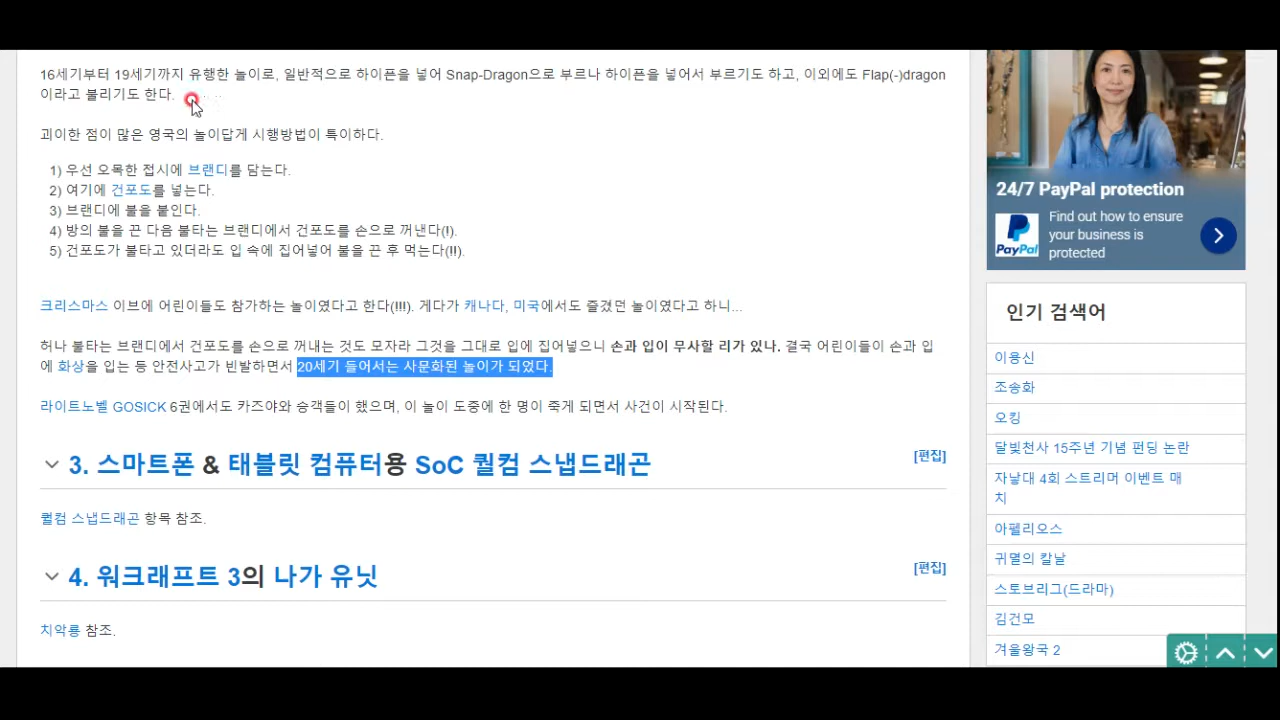 16세기부터 19세기까지 유행한 놀이로, 일반적으로 하이픈을 넣어 Snap-Dragon으로 부르나 하이픈을 넣어서 부르기도 하고, 이외에도 Flap(-)dragon
이라고 불리기도 한다.
괴이한 점이 많은 영국의 놀이답게 시행방법이 특이하다.
1) 우선 오목한 접시에 브랜디를 담는다.
2) 여기에 건포도를 넣는다.
3) 브랜디에 불을 붙인다.
4) 방의 불을 끈 다음 불타는 브랜디에서 건포도를 손으로 꺼낸다(!).
5) 건포도가 불타고 있더라도 입 속에 집어넣어 불을 끈 후 먹는다(!!).
크리스마스 이브에 어린이들도 참가하는 놀이였다고 한다(!!!). 게다가 캐나다, 미국에서도 즐겼던 놀이였다고 하니...
허나 불타는 브랜디에서 건포도를 손으로 꺼내는 것도 모자라 그것을 그대로 입에 집어넣으니 손과 입이 무사할 리가 있나. 결국 어린이들이 손과 입
에 화상을 입는 등 안전사고가 빈발하면서 20세기 들어서는 사문화된 놀이가 되었다.
라이트노벨 GOSICK 6권에서도 카즈야와 승객들이 했으며, 이 놀이 도중에 한 명이 죽게 되면서 사건이 시작된다.
3. 스마트폰 & 태블릿 컴퓨터용 SoC 퀄컴 스냅드래곤
[편집]
퀄컴 스냅드래곤 항목 참조.
4. 워크래프트 3의 나가 유닛
[편집]
치악룡 참조.
24/7 PayPal protection
PayPal
Find out how to ensure
your business is
protected
인기 검색어
이용신
조송화
오킹
달빛천사 15주년 기념 펀딩 논란
자낳대 4회 스트리머 이벤트 매
치
아펠리오스
귀멸의 칼날
스토브리그(드라마)
김건모
겨울왕국 2